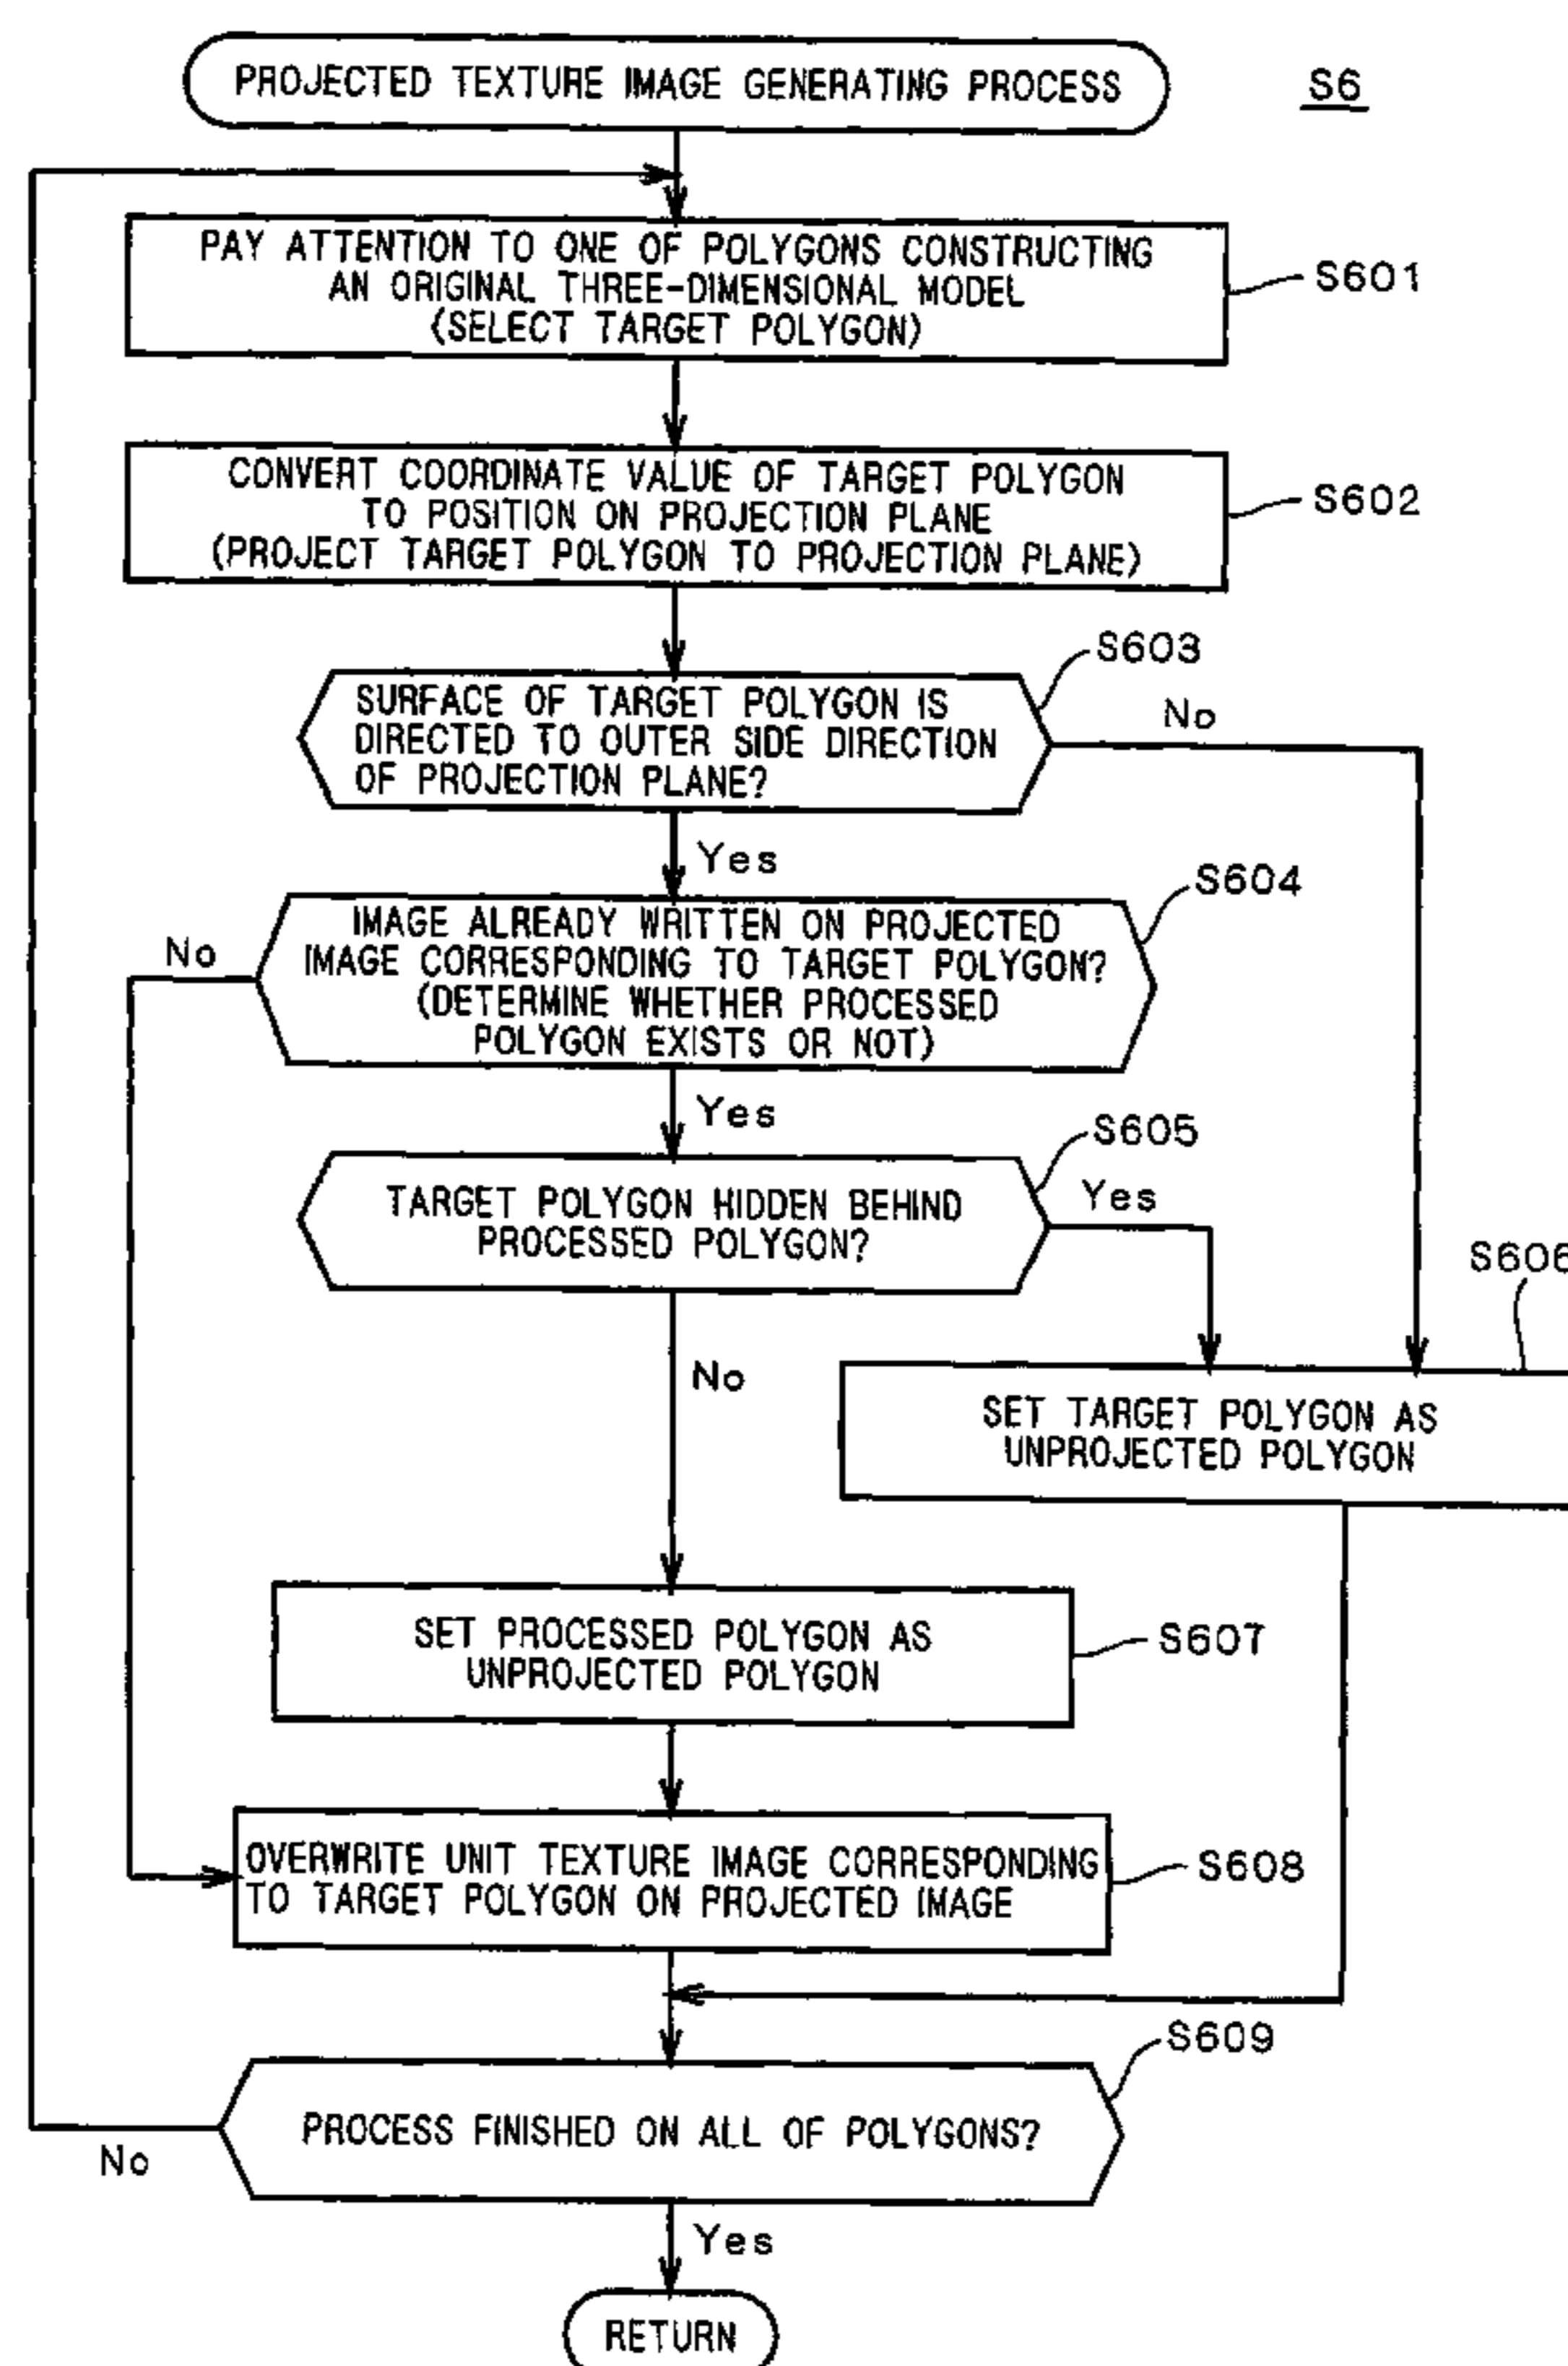 PROJECTED TEXTURE IMAGE GENERATING PROCESS
S6
PAY ATTENTION TO ONE OF POLYGONS CONSTRUCTING
AN ORIGINAL THREE-DIMENSIONAL MODEL
(SELECT TARGET POLYGON)
S601
CONVERT COORDINATE VALUE OF TARGET POLYGON
TO POSITION ON PROJECTION PLANE
(PROJECT TARGET POLYGON TO PROJECTION PLANE)
S602
S603
SURFACE OF TARGET POLYGON IS
DIRECTED TO OUTER SIDE DIRECTION
OF PROJECTION PLANE?
No
Yes
S604
IMAGE ALREADY WRITTEN ON PROJECTED
IMAGE CORRESPONDING TO TARGET POLYGON?
(DETERMINE WHETHER PROCESSED
POLYGON EXISTS OR NOT)
No
Yes
S605
TARGET POLYGON HIDDEN BEHIND
PROCESSED POLYGON?
Yes
No
S606
SET TARGET POLYGON AS
UNPROJECTED POLYGON
SET PROCESSED POLYGON AS
UNPROJECTED POLYGON
S607
OVERWRITE UNIT TEXTURE IMAGE CORRESPONDING
TO TARGET POLYGON ON PROJECTED IMAGE
S608
S609
PROCESS FINISHED ON ALL OF POLYGONS?
No
Yes
RETURN